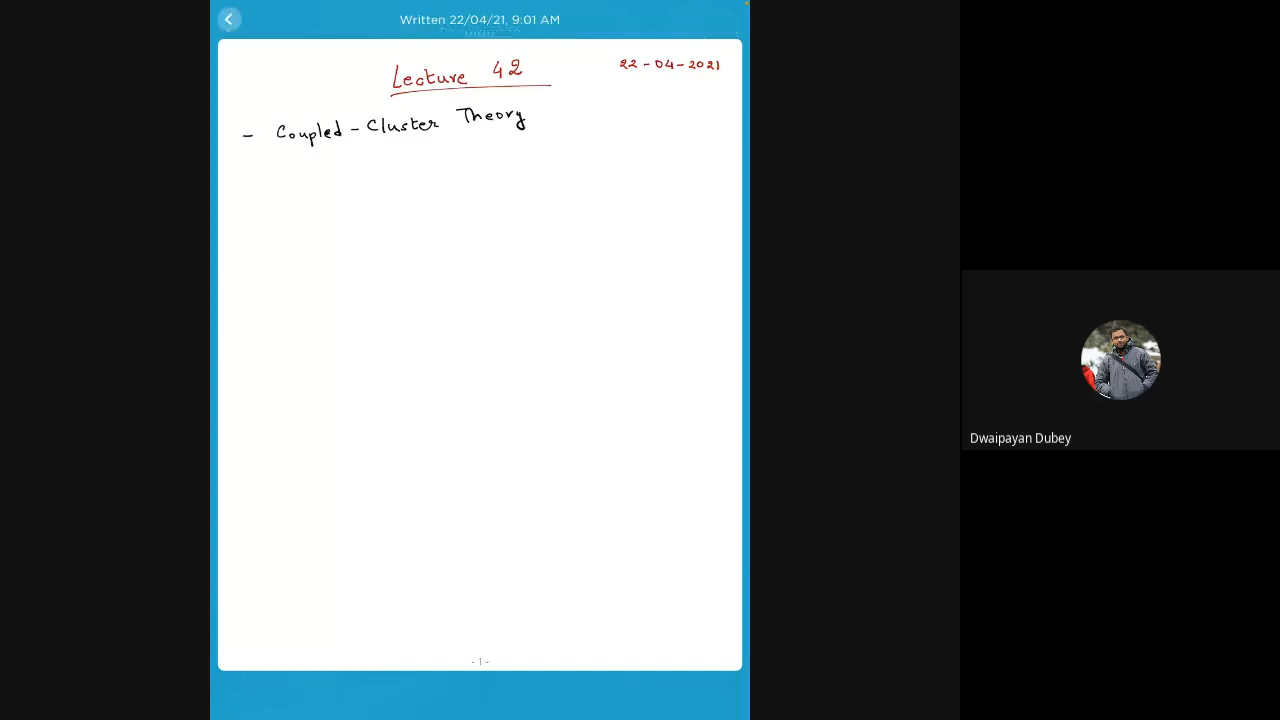 Written 22/04/21, 9:01 AM
Lecture 42
22-04-2021
- Coupled-Cluster Theory
Dwaipayan Dubey
- 1 -